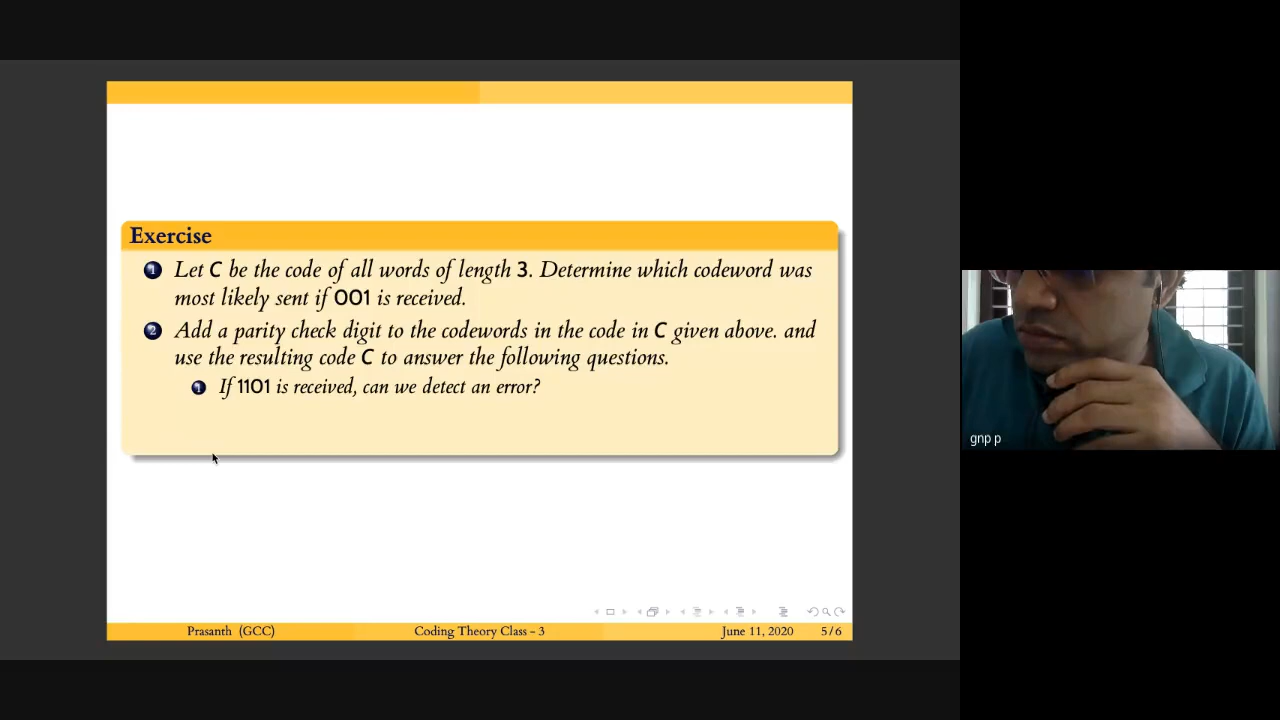 Exercise
1 Let C be the code of all words of length 3. Determine which codeword was
most likely sent if 001 is received.
2 Add a parity check digit to the codewords in the code in C given above. and
use the resulting code C to answer the following questions.
1 If 1101 is received, can we detect an error?
gnp p
Prasanth (GCC) Coding Theory Class - 3 June 11, 2020 5/6